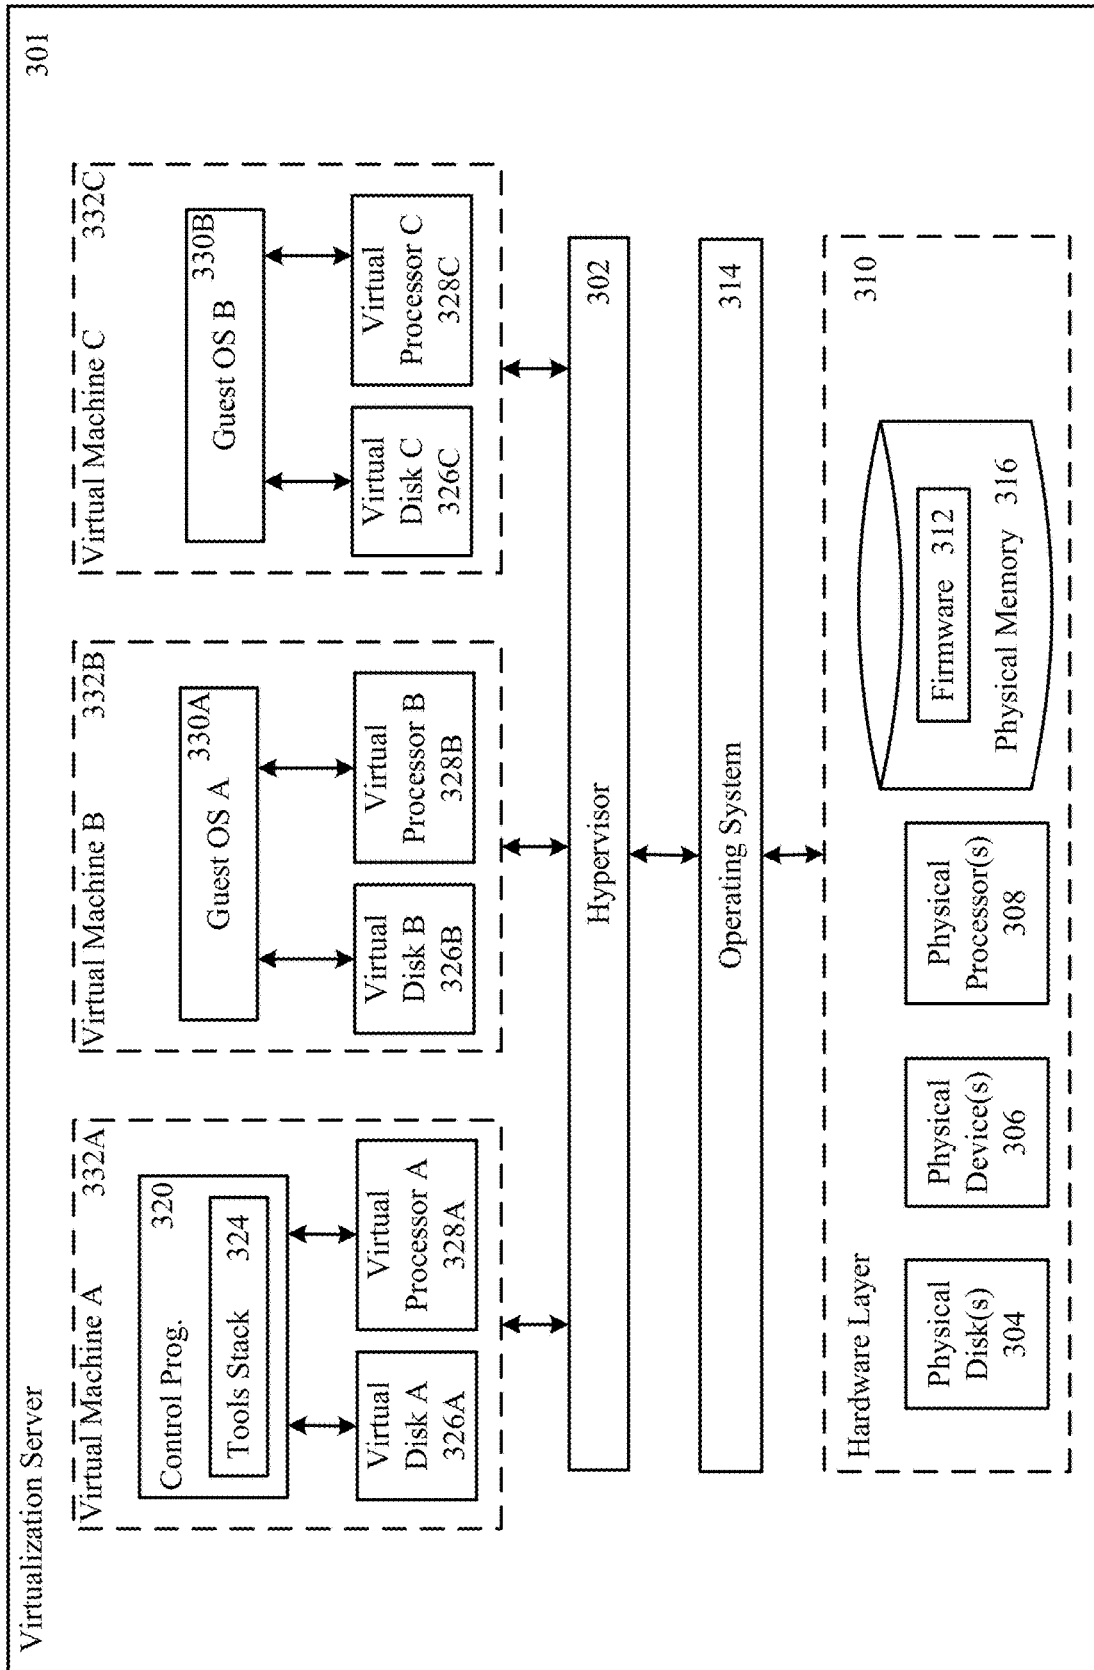 Virtualization Server
301
Virtual Machine A
332A
Control Prog.
320
Tools Stack
324
Virtual
Disk A
326A
Virtual
Processor A
328A
Virtual Machine B
332B
Guest OS A
330A
Virtual
Disk B
326B
Virtual
Processor B
328B
Virtual Machine C
332C
Guest OS B
330B
Virtual
Disk C
326C
Virtual
Processor C
328C
Hypervisor
302
Operating System
314
Hardware Layer
310
Physical
Disk(s)
304
Physical
Device(s)
306
Physical
Processor(s)
308
Firmware 312
Physical Memory 316